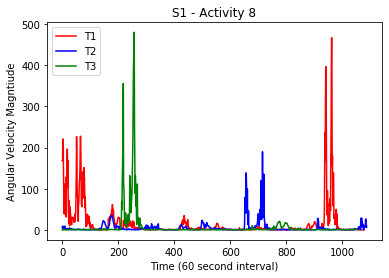 S1 - Activity 8
Angular Velocity Magntiude
500
400
300
200
100
0
T1
T2
T3
0 200 400 600 800 1000
Time (60 second interval)